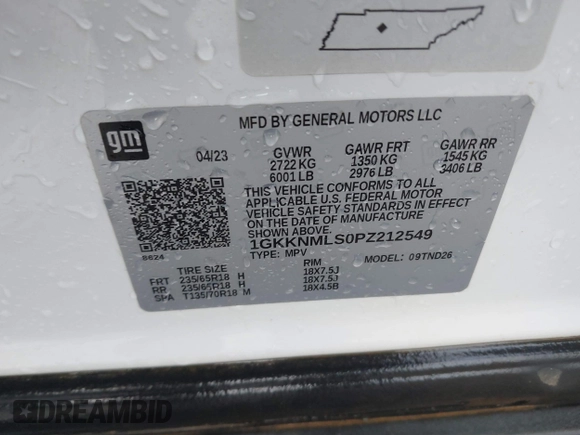 gm
MFD BY GENERAL MOTORS LLC
04/23
GVWR GAWR FRT GAWR RR
2722 KG 1350 KG 1545 KG
6001 LB 2976 LB 3406 LB
THIS VEHICLE CONFORMS TO ALL
APPLICABLE U.S. FEDERAL MOTOR
VEHICLE SAFETY STANDARDS IN EFFECT
ON THE DATE OF MANUFACTURE
1GKKNMLS0PZ212549
TYPE: MPV MODEL: 09TND26
S624
TIRE SIZE RIM
FRT 235/65R18 H 18X7.5J
RR 235/65R18 H 18X7.5J
SPA T135/70R18 M 18X4.5B
DREAMBID